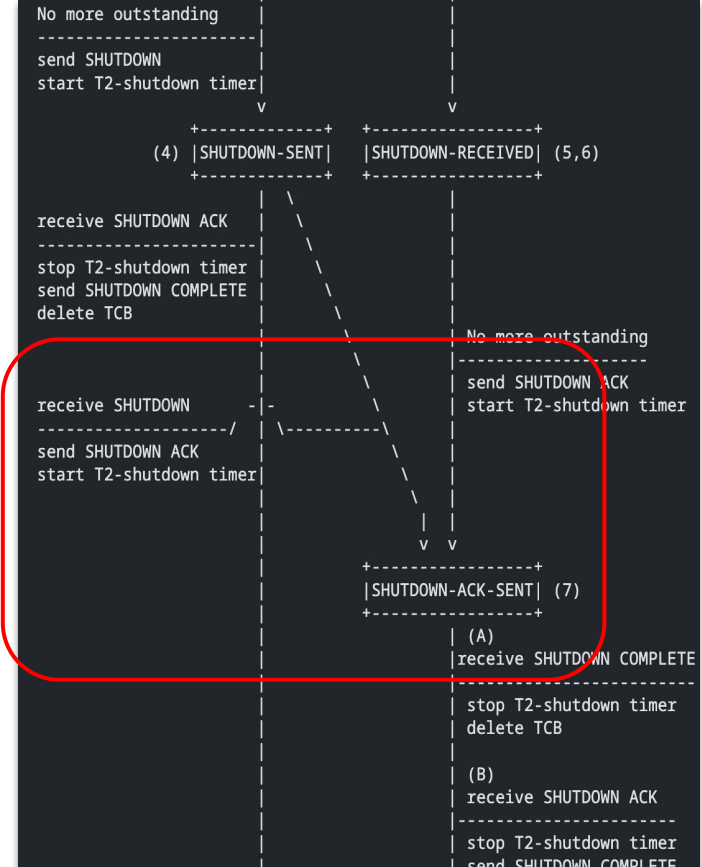 No more outstanding
send SHUTDOWN
start T2-shutdown timer
(4) SHUTDOWN-SENT SHUTDOWN-RECEIVED (5,6)
receive SHUTDOWN ACK
stop T2-shutdown timer
send SHUTDOWN COMPLETE
delete TCB
No more outstanding
send SHUTDOWN ACK
receive SHUTDOWN start T2-shutdown timer
send SHUTDOWN ACK
start T2-shutdown timer
v v
SHUTDOWN-ACK-SENT (7)
(A)
receive SHUTDOWN COMPLETE
stop T2-shutdown timer
delete TCB
(B)
receive SHUTDOWN ACK
stop T2-shutdown timer
send SHUTDOWN COMPLETE